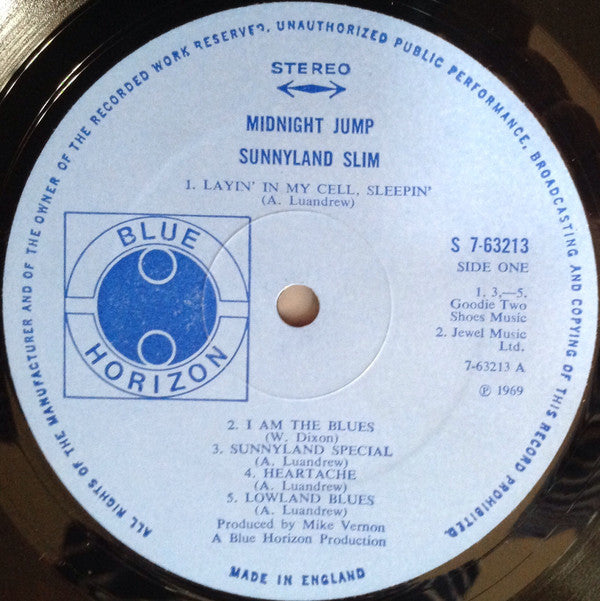 ALL RIGHTS OF THE MANUFACTURER AND OF THE OWNER OF THE RECORDED WORK RESERVED, UNAUTHORIZED PUBLIC PERFORMANCE, BROADCASTING AND COPYING OF THIS RECORD PROHIBITED.
STEREO
MIDNIGHT JUMP
SUNNYLAND SLIM
1. LAYIN' IN MY CELL, SLEEPIN'
(A. Luandrew)
BLUE
HORIZON
S 7-63213
SIDE ONE
1, 3,—5.
Goodie Two
Shoes Music
2. Jewel Music
Ltd.
7-63213 A
℗ 1969
2. I AM THE BLUES
(W. Dixon)
3. SUNNYLAND SPECIAL
(A. Luandrew)
4. HEARTACHE
(A. Luandrew)
5. LOWLAND BLUES
(A. Luandrew)
Produced by Mike Vernon
A Blue Horizon Production
MADE IN ENGLAND